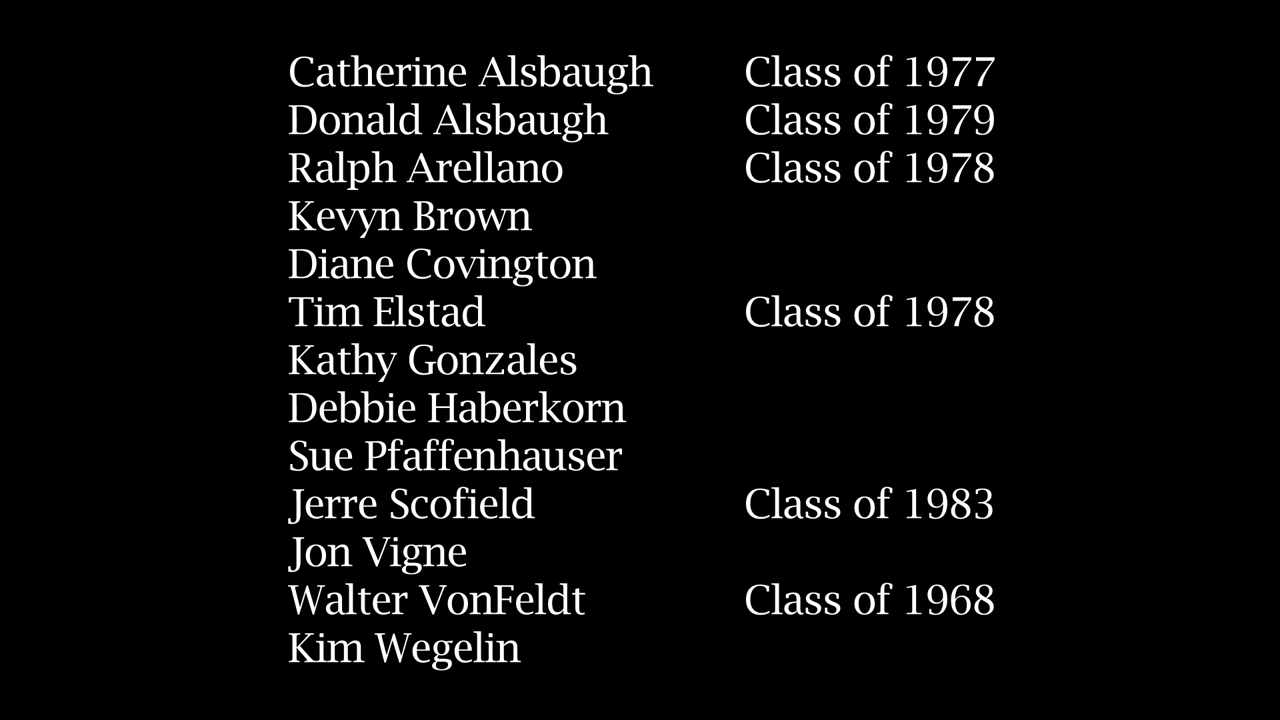 Catherine Alsbaugh Class of 1977
Donald Alsbaugh Class of 1979
Ralph Arellano Class of 1978
Kevyn Brown
Diane Covington
Tim Elstad Class of 1978
Kathy Gonzales
Debbie Haberkorn
Sue Pfaffenhauser
Jerre Scofield Class of 1983
Jon Vigne
Walter VonFeldt Class of 1968
Kim Wegelin